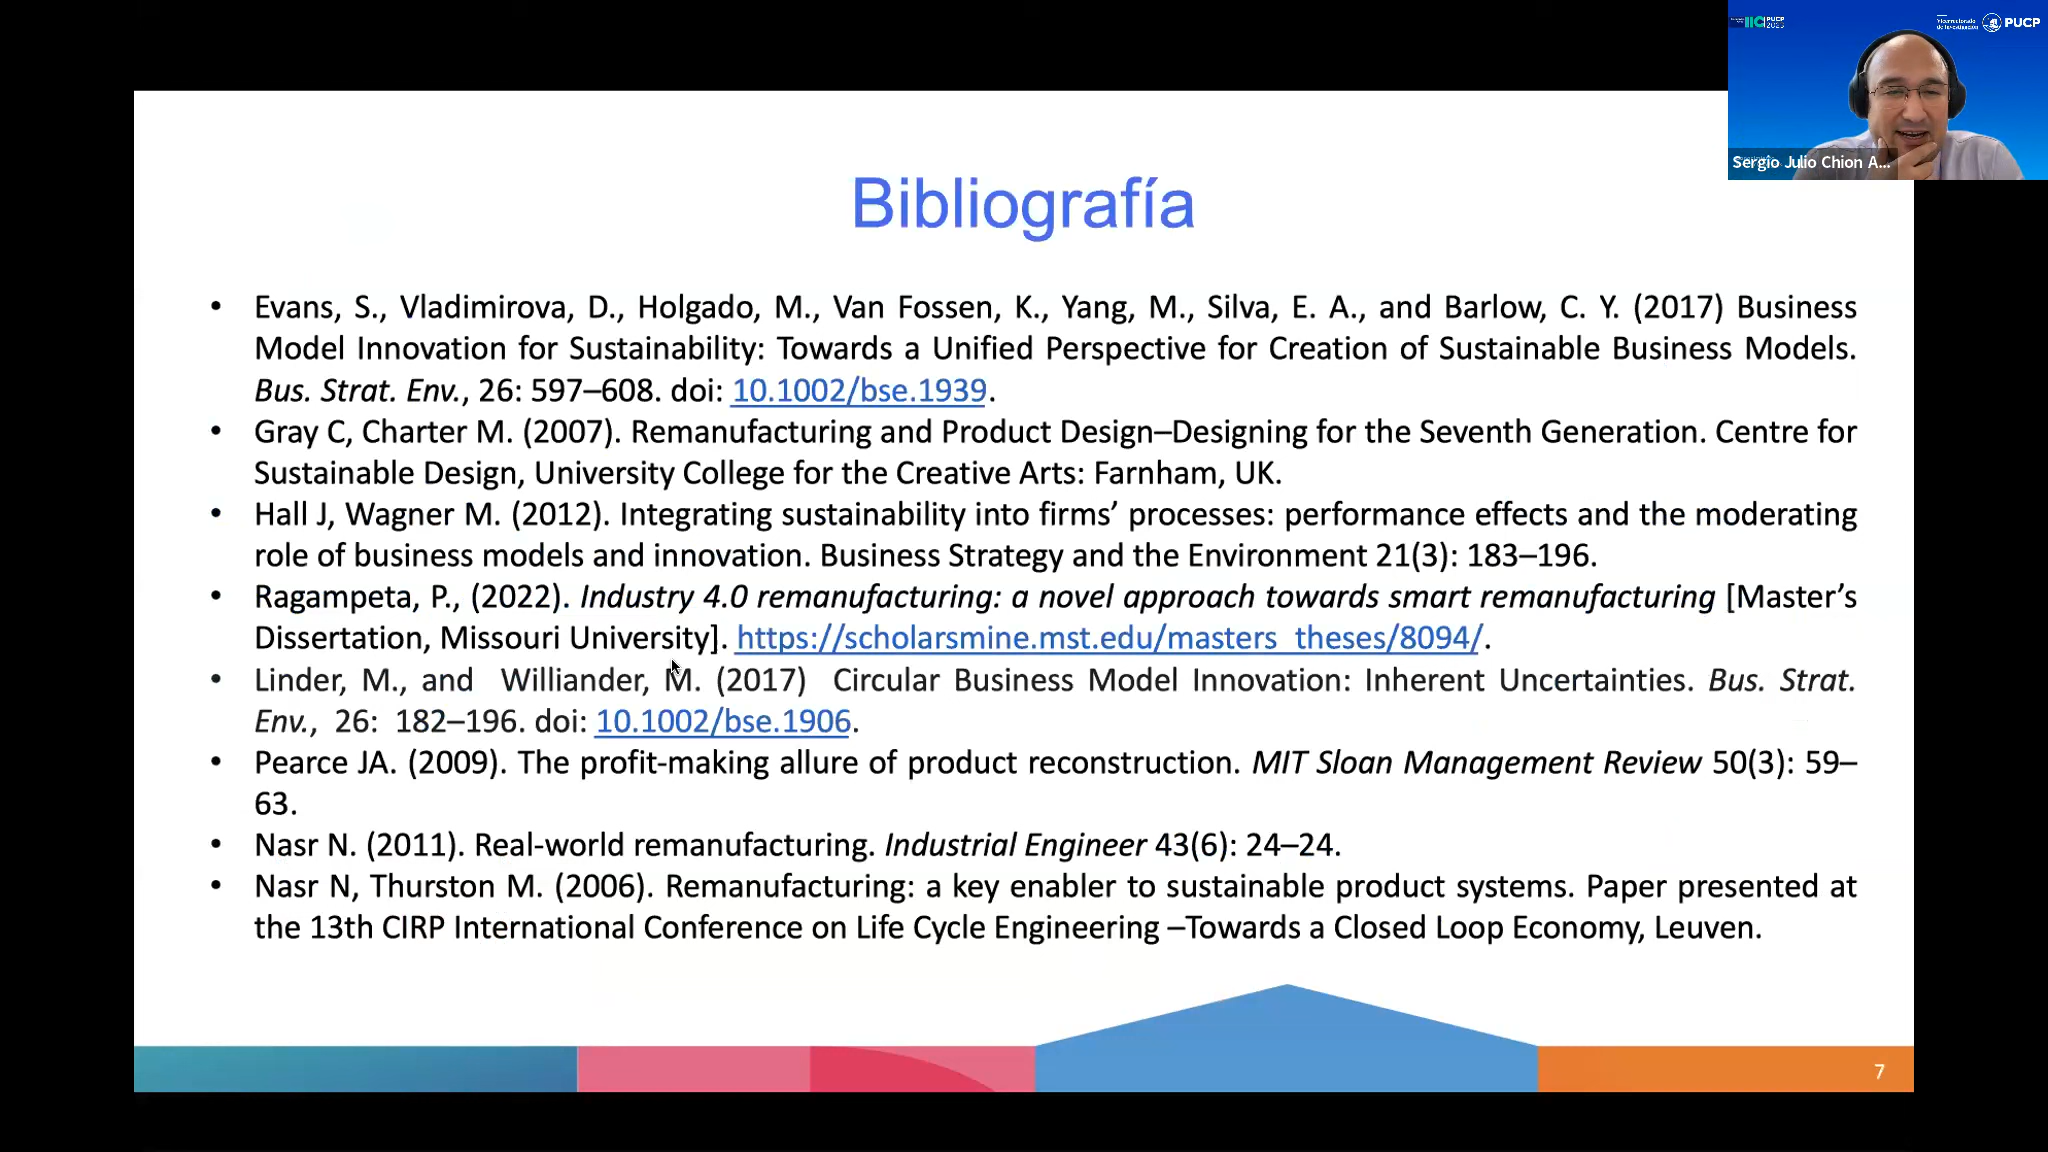 IIC PUCP
2023
Vicerrectorado
de Investigación
PUCP
Sergio Julio Chion A...
Bibliografía
• Evans, S., Vladimirova, D., Holgado, M., Van Fossen, K., Yang, M., Silva, E. A., and Barlow, C. Y. (2017) Business
Model Innovation for Sustainability: Towards a Unified Perspective for Creation of Sustainable Business Models.
Bus. Strat. Env., 26: 597–608. doi: 10.1002/bse.1939.
• Gray C, Charter M. (2007). Remanufacturing and Product Design–Designing for the Seventh Generation. Centre for
Sustainable Design, University College for the Creative Arts: Farnham, UK.
• Hall J, Wagner M. (2012). Integrating sustainability into firms’ processes: performance effects and the moderating
role of business models and innovation. Business Strategy and the Environment 21(3): 183–196.
• Ragampeta, P., (2022). Industry 4.0 remanufacturing: a novel approach towards smart remanufacturing [Master’s
Dissertation, Missouri University]. https://scholarsmine.mst.edu/masters_theses/8094/.
• Linder, M., and Williander, M. (2017) Circular Business Model Innovation: Inherent Uncertainties. Bus. Strat.
Env., 26: 182–196. doi: 10.1002/bse.1906.
• Pearce JA. (2009). The profit-making allure of product reconstruction. MIT Sloan Management Review 50(3): 59–
63.
• Nasr N. (2011). Real-world remanufacturing. Industrial Engineer 43(6): 24–24.
• Nasr N, Thurston M. (2006). Remanufacturing: a key enabler to sustainable product systems. Paper presented at
the 13th CIRP International Conference on Life Cycle Engineering –Towards a Closed Loop Economy, Leuven.
7